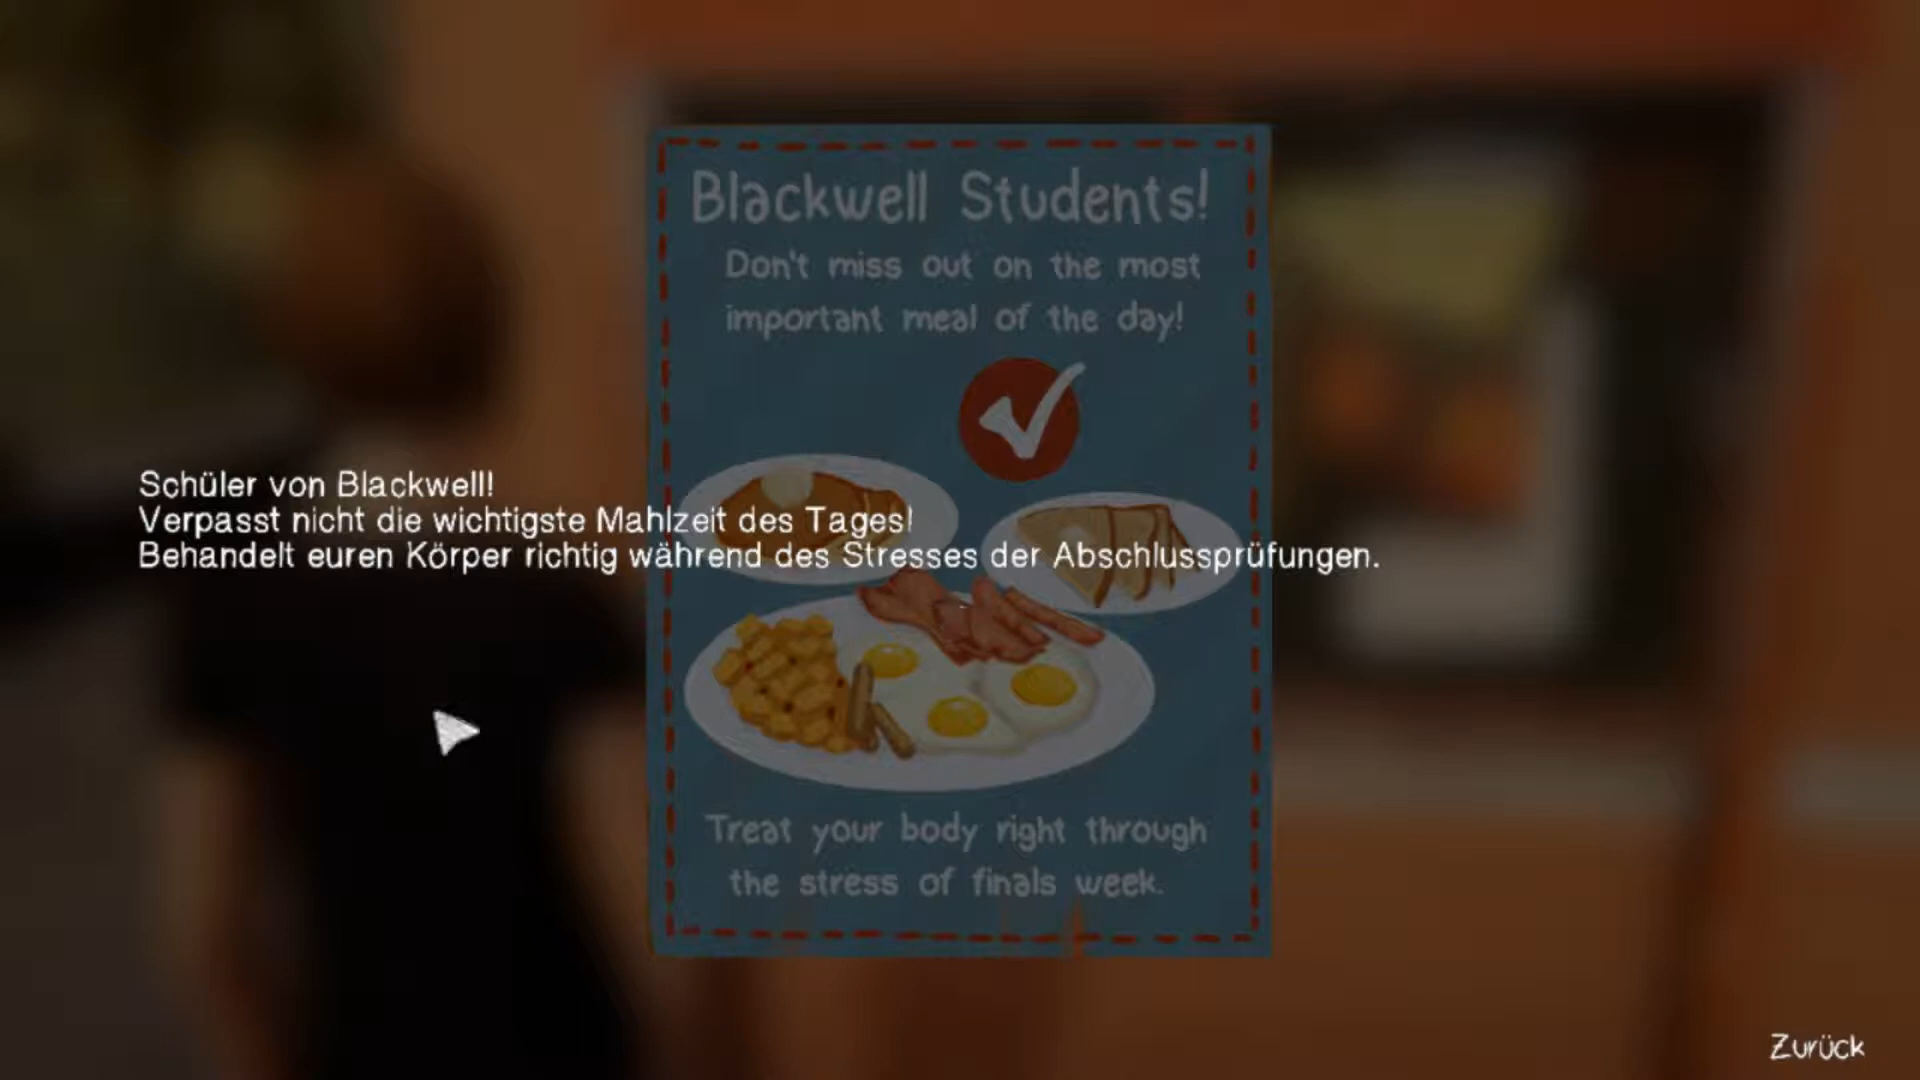 Blackwell Students!
Don't miss out on the most
important meal of the day!
Schüler von Blackwell!
Verpasst nicht die wichtigste Mahlzeit des Tages!
Behandelt euren Körper richtig während des Stresses der Abschlussprüfungen.
Treat your body right through
the stress of finals week.
Zurück